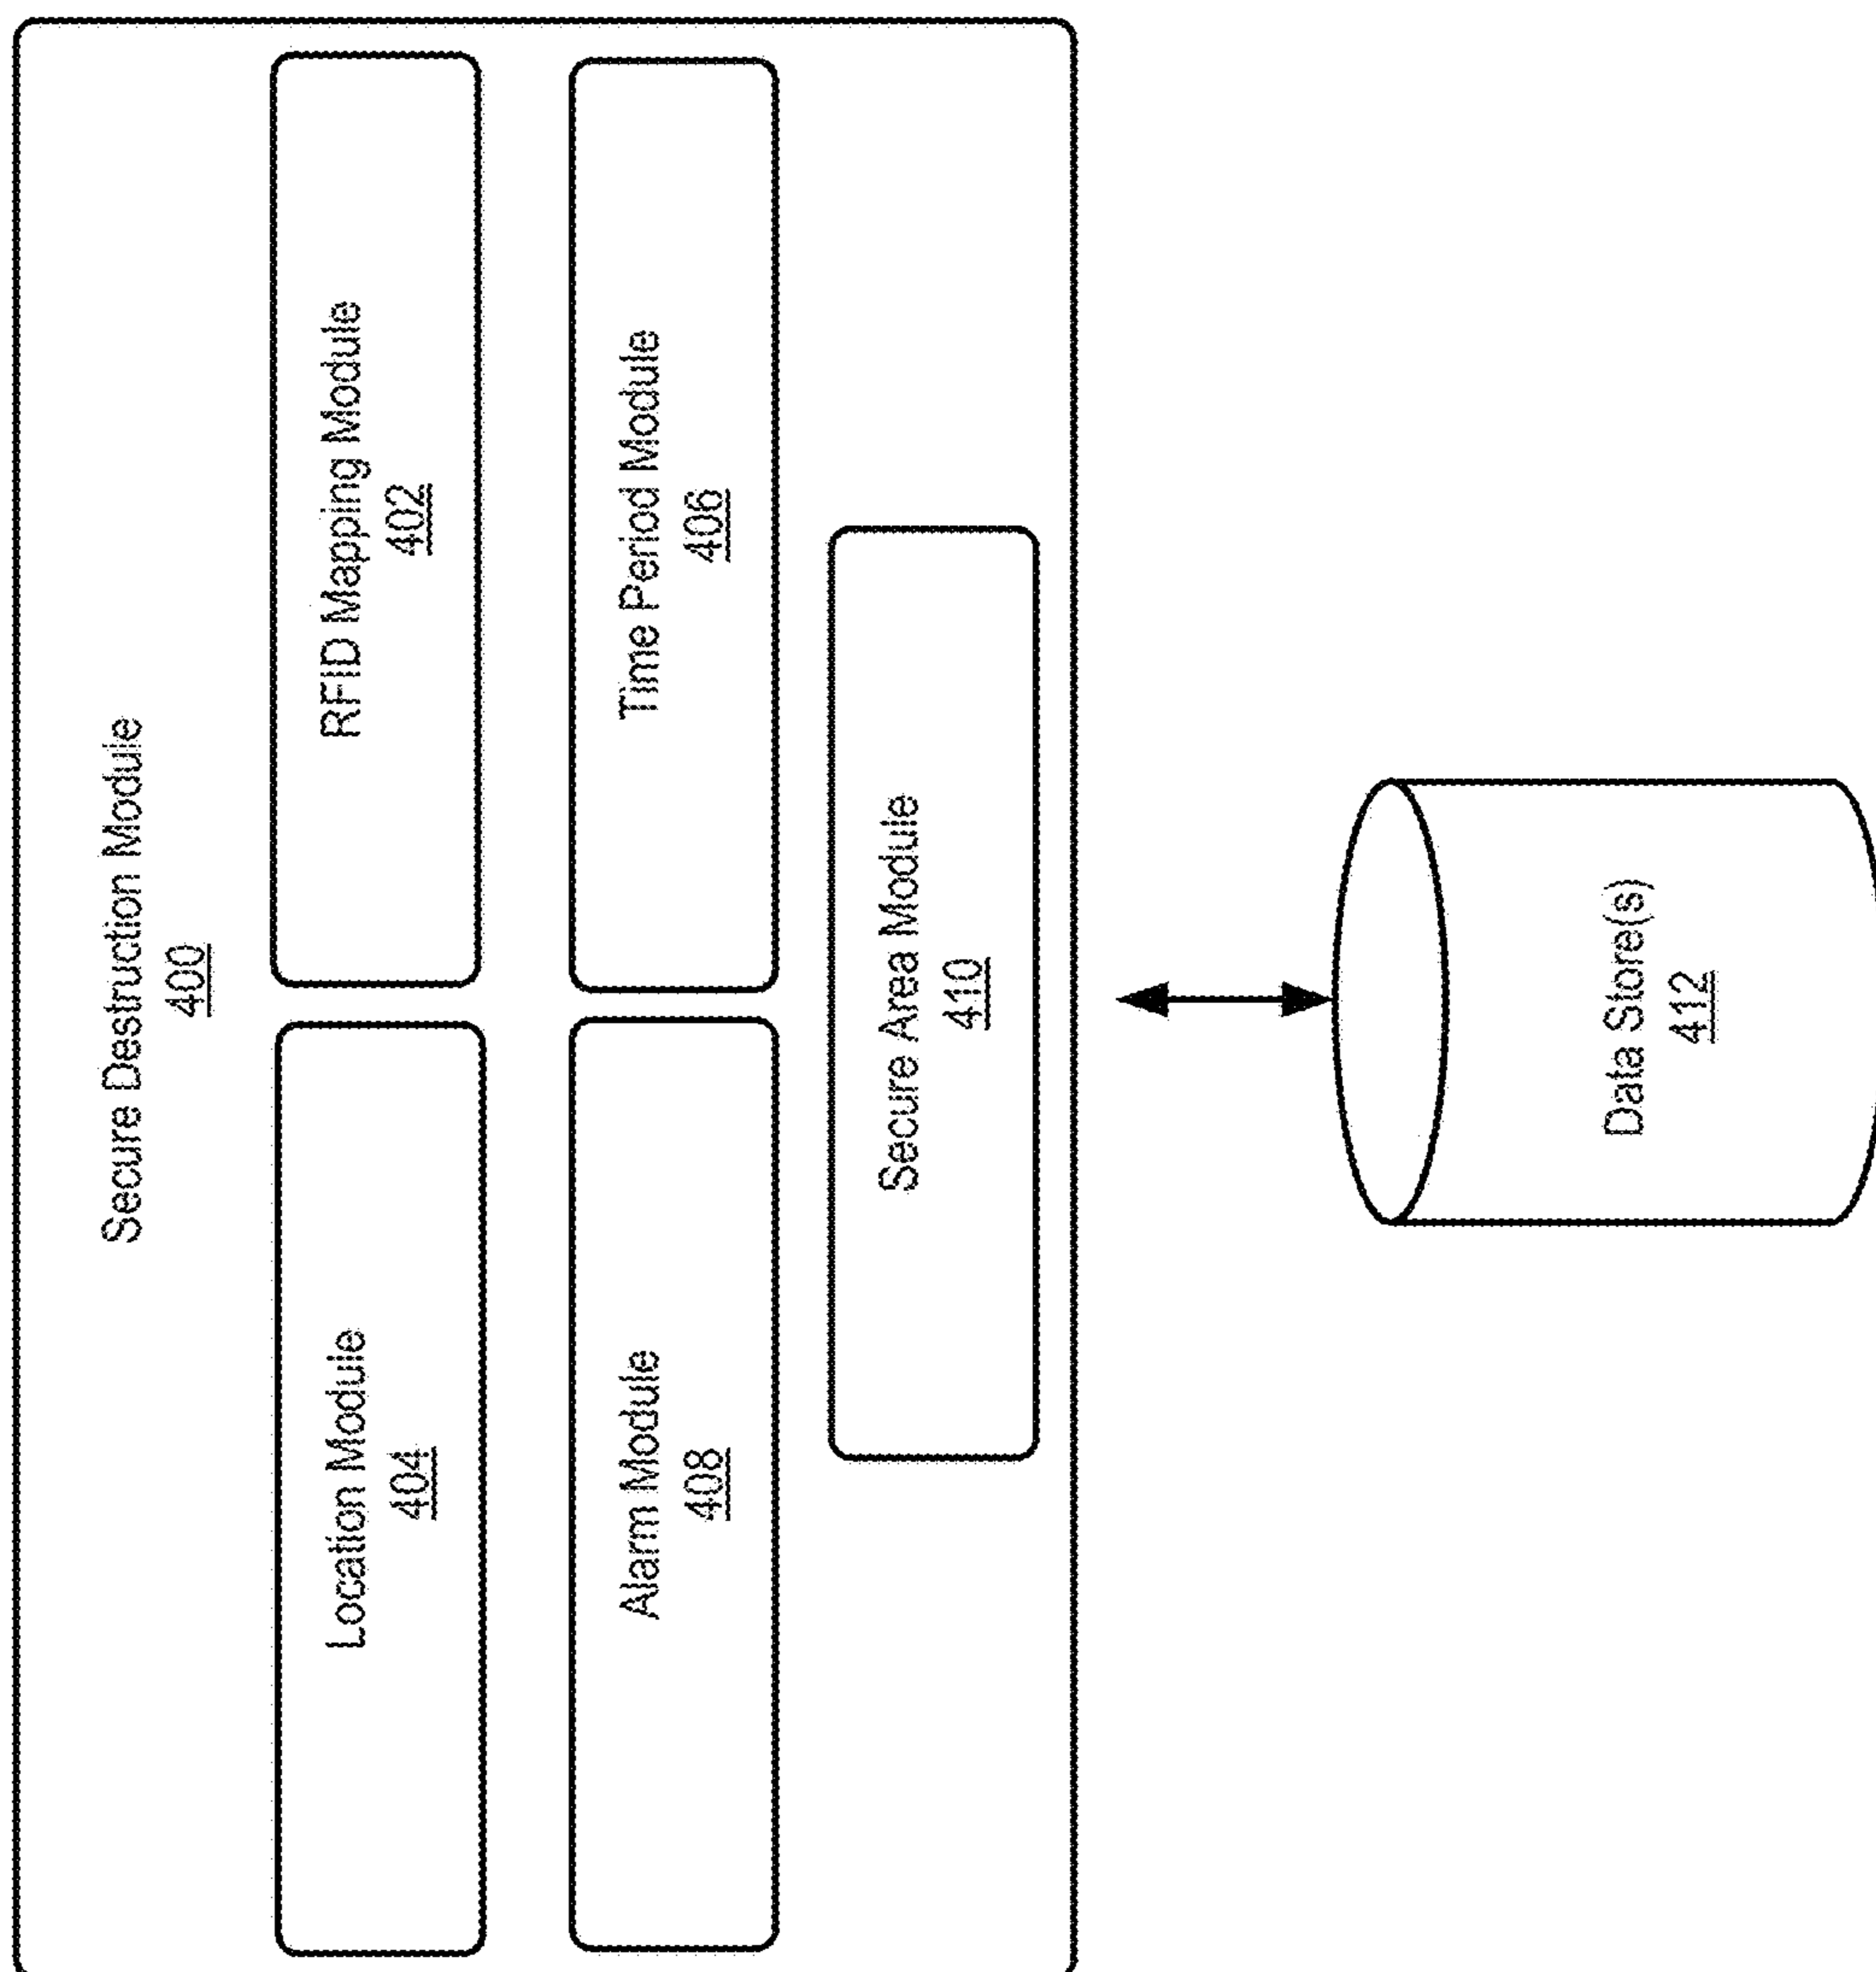 Secure Destruction Module
400
Location Module
404
RFID Mapping Module
402
Alarm Module
408
Time Period Module
406
Secure Area Module
410
Data Store(s)
412